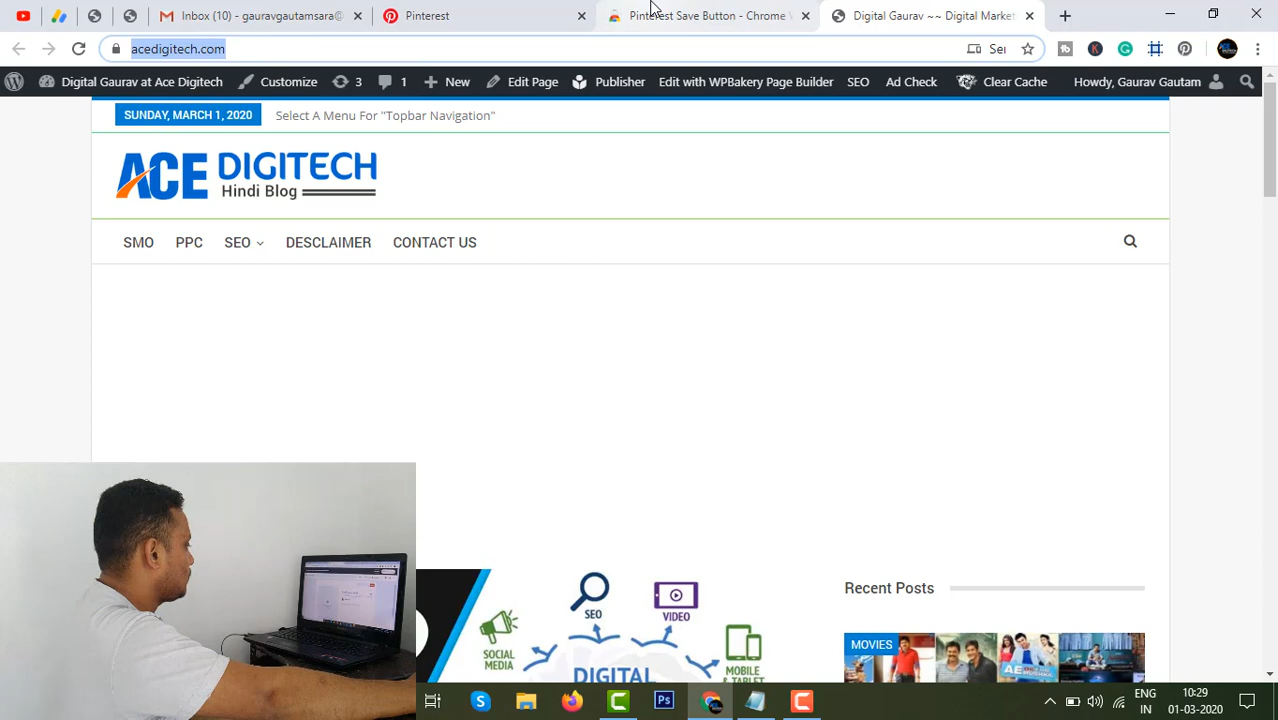 Inbox (10) - gauravgautamsara@
Pinterest
Pinterest Save Button - Chrome
Digital Gaurav ~~ Digital Market
acedigitech.com
Digital Gaurav at Ace Digitech
Customize
3
1
New
Edit Page
Publisher
Edit with WPBakery Page Builder
SEO
Ad Check
Clear Cache
Howdy, Gaurav Gautam
SUNDAY, MARCH 1, 2020
Select A Menu For "Topbar Navigation"
ACE DIGITECH
Hindi Blog
SMO
PPC
SEO
DESCLAIMER
CONTACT US
SEO
VIDEO
SOCIAL
MEDIA
DIGITAL
MOBILE
& TABLET
Recent Posts
MOVIES
Ps
ENG
IN
10:29
01-03-2020